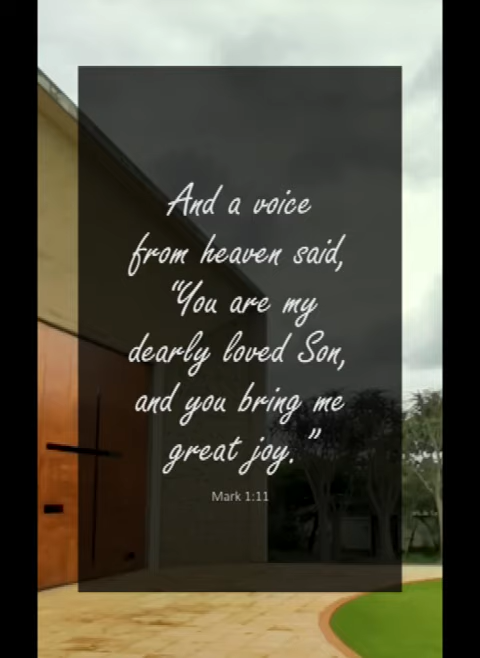 And a voice
from heaven said,
“You are my
dearly loved Son,
and you bring me
great joy.”
Mark 1:11